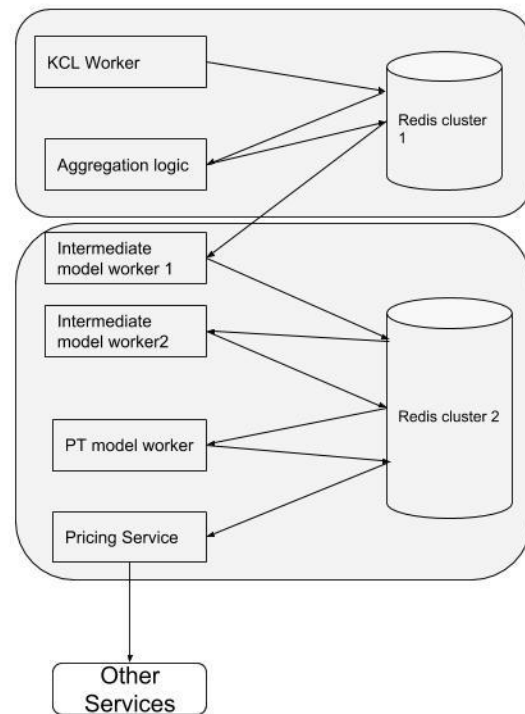 KCL Worker
Redis cluster
1
Aggregation logic
Intermediate
model worker 1
Intermediate
model worker2
Redis cluster 2
PT model worker
Pricing Service
Other
Services